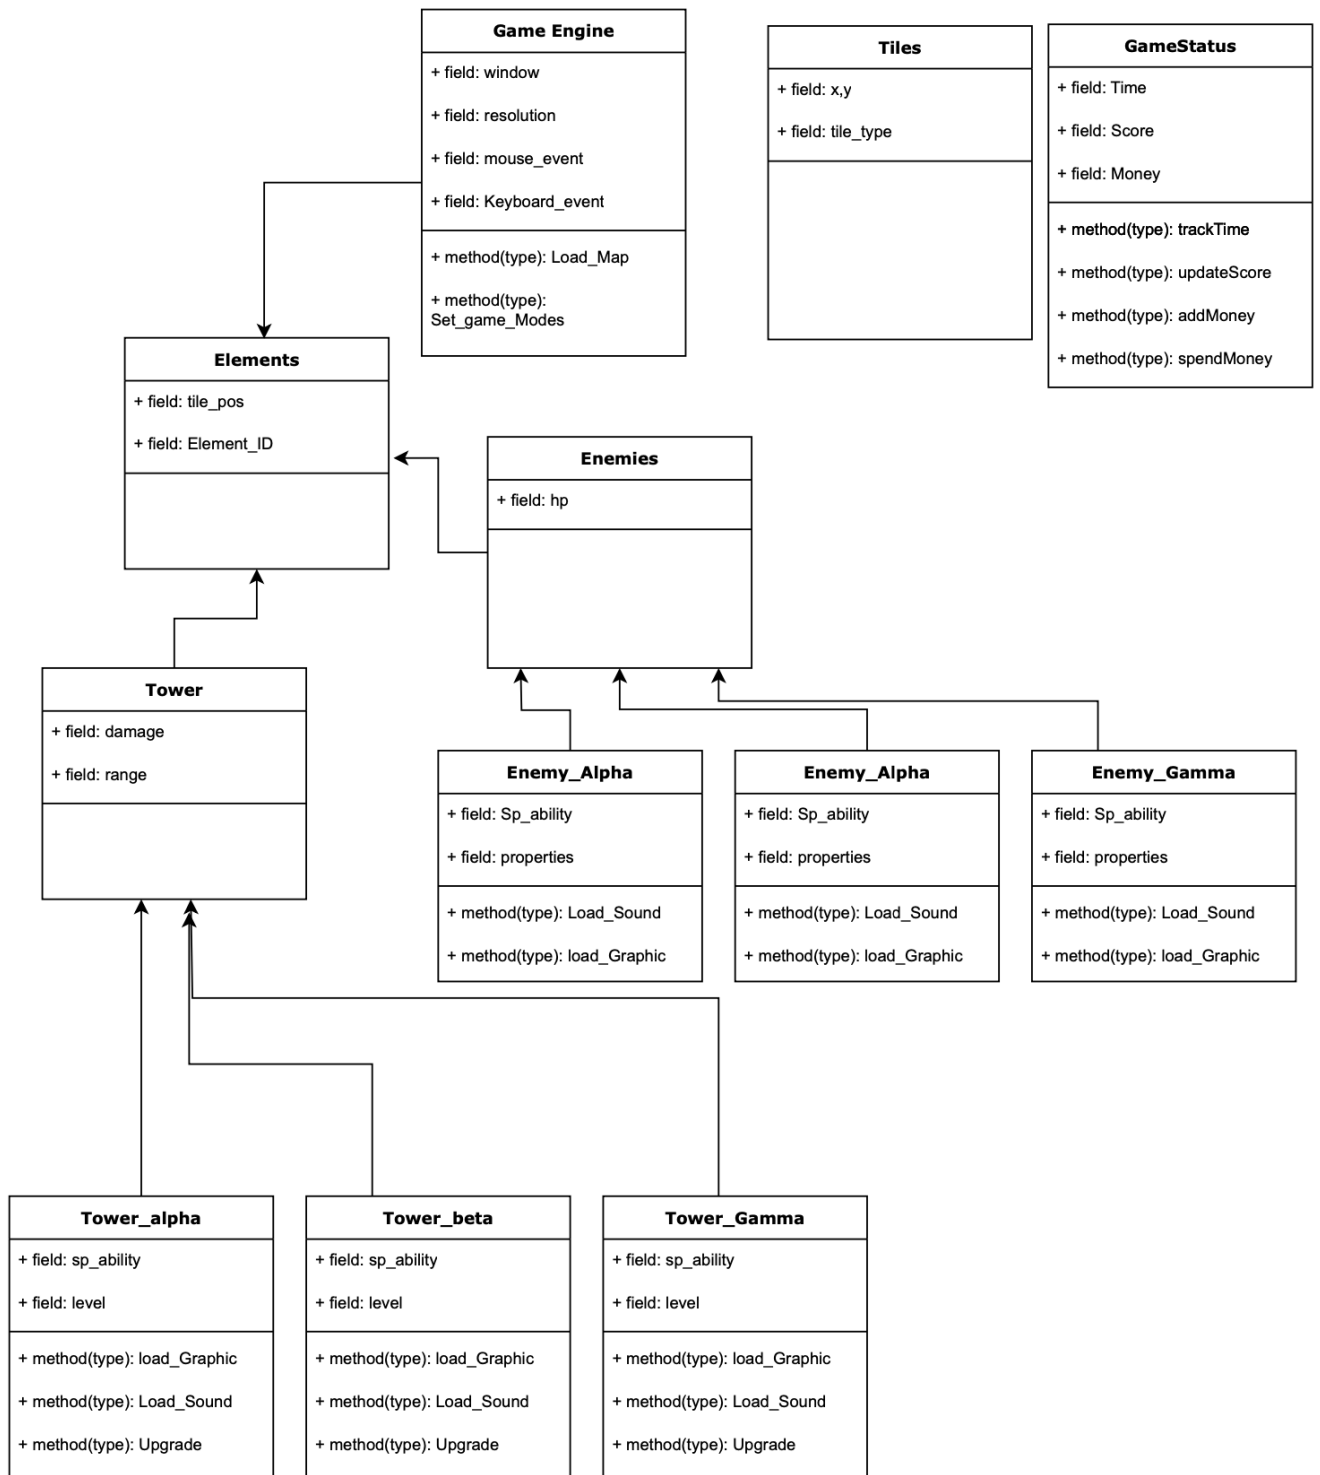 Game Engine
+ field: window
+ field: resolution
+ field: mouse_event
+ field: Keyboard_event
+ method(type): Load_Map
+ method(type):
Set_game_Modes
Tiles
+ field: x,y
+ field: tile_type
GameStatus
+ field: Time
+ field: Score
+ field: Money
+ method(type): trackTime
+ method(type): updateScore
+ method(type): addMoney
+ method(type): spendMoney
Elements
+ field: tile_pos
+ field: Element_ID
Enemies
+ field: hp
Tower
+ field: damage
+ field: range
Enemy_Alpha
+ field: Sp_ability
+ field: properties
+ method(type): Load_Sound
+ method(type): load_Graphic
Enemy_Alpha
+ field: Sp_ability
+ field: properties
+ method(type): Load_Sound
+ method(type): load_Graphic
Enemy_Gamma
+ field: Sp_ability
+ field: properties
+ method(type): Load_Sound
+ method(type): load_Graphic
Tower_alpha
+ field: sp_ability
+ field: level
+ method(type): load_Graphic
+ method(type): Load_Sound
+ method(type): Upgrade
Tower_beta
+ field: sp_ability
+ field: level
+ method(type): load_Graphic
+ method(type): Load_Sound
+ method(type): Upgrade
Tower_Gamma
+ field: sp_ability
+ field: level
+ method(type): load_Graphic
+ method(type): Load_Sound
+ method(type): Upgrade